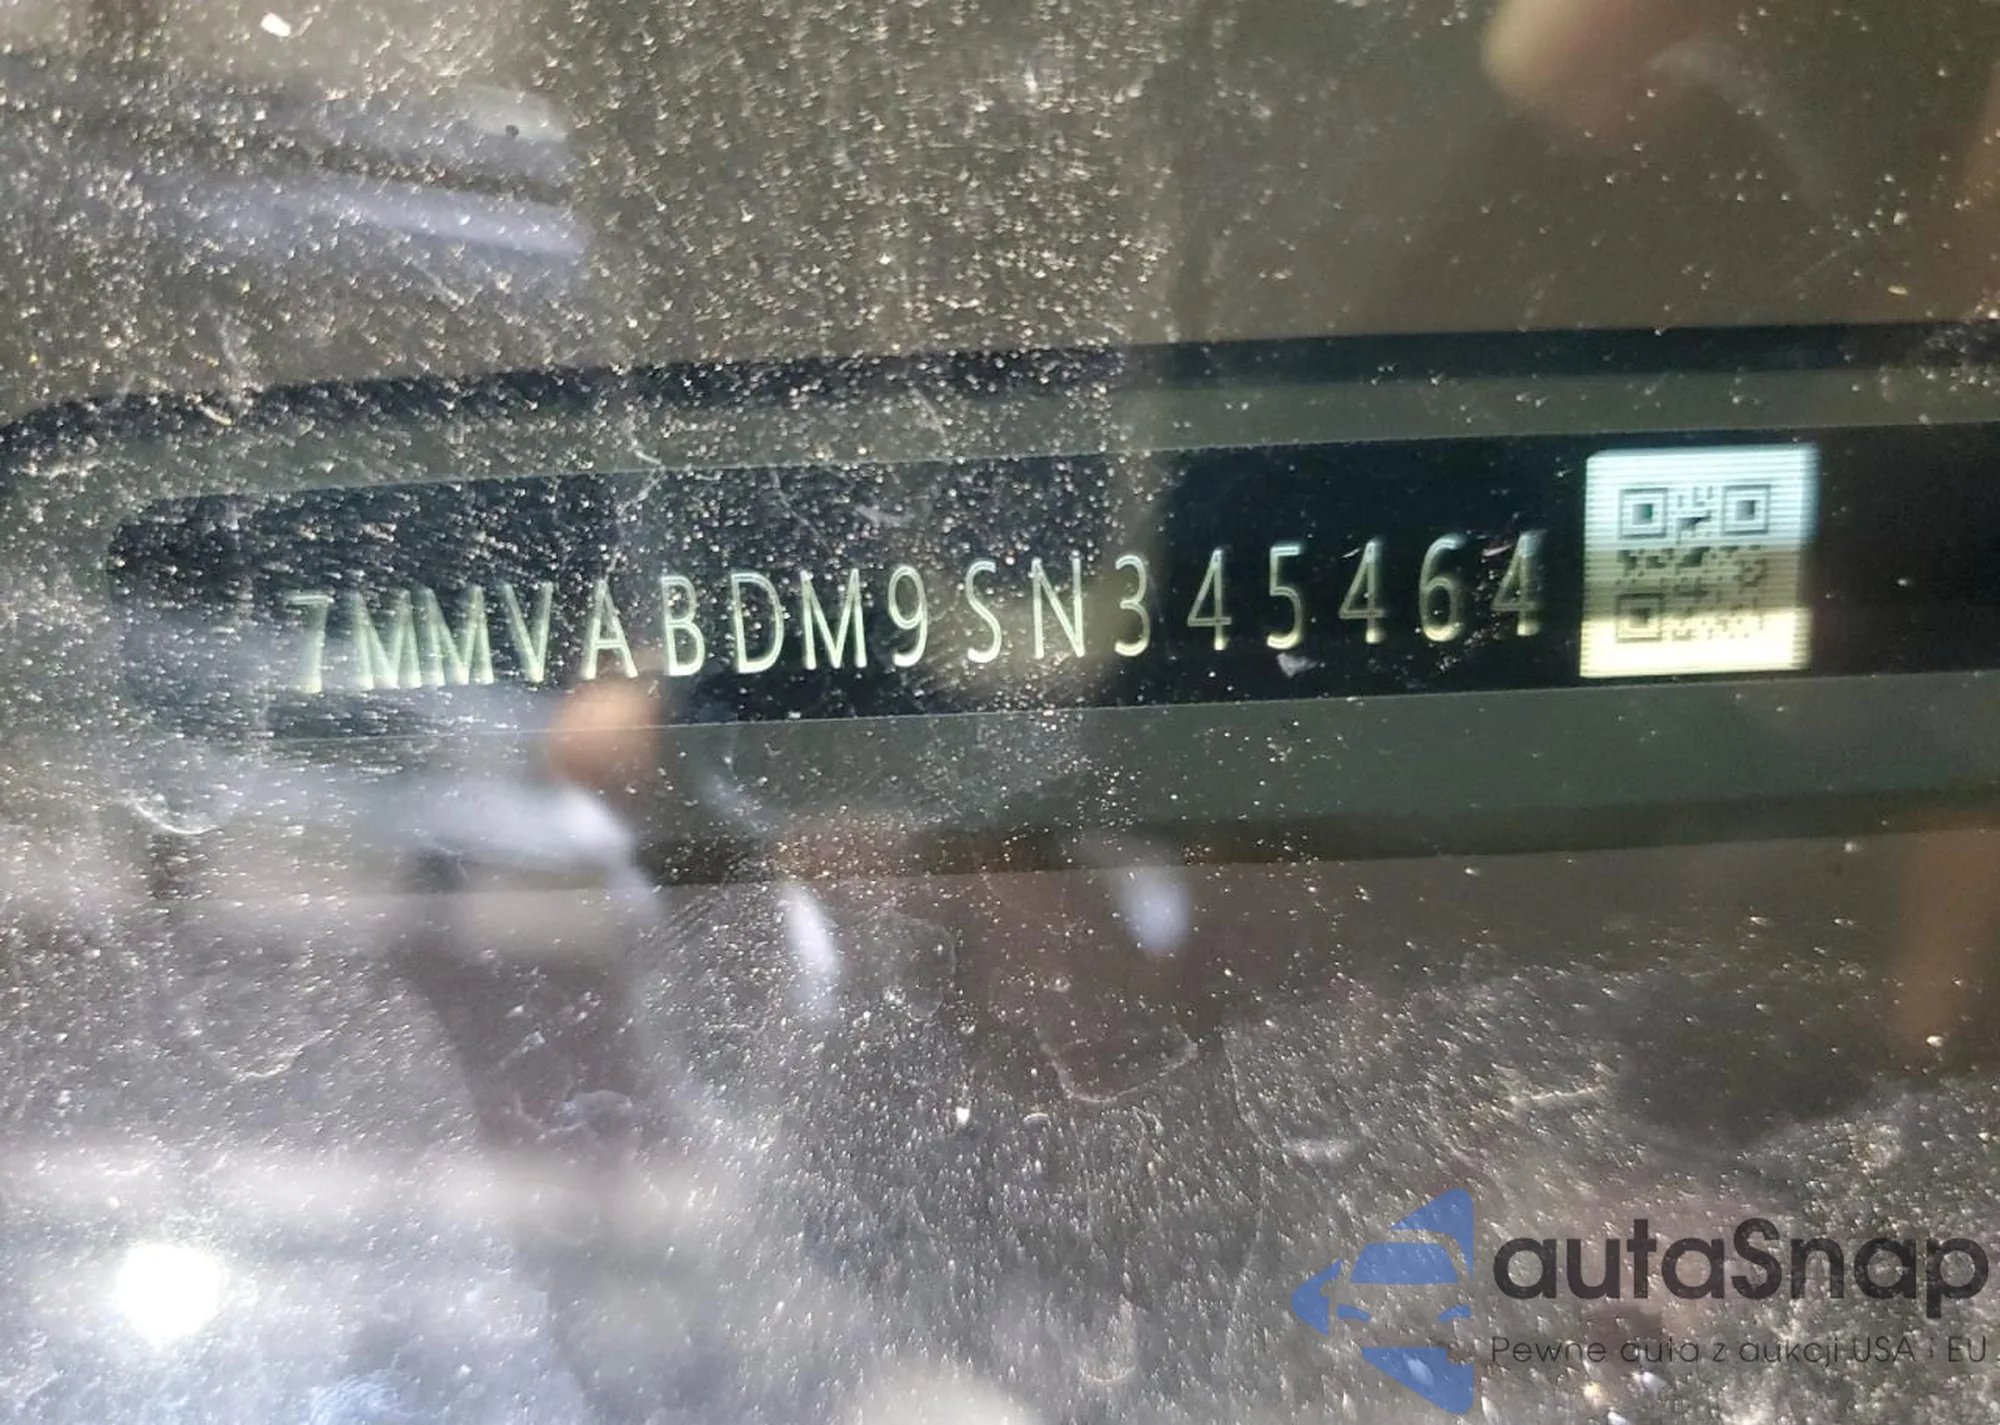 7MMVABDM9SN345464
autaSnap
Pewne auta z aukcji USA i EU